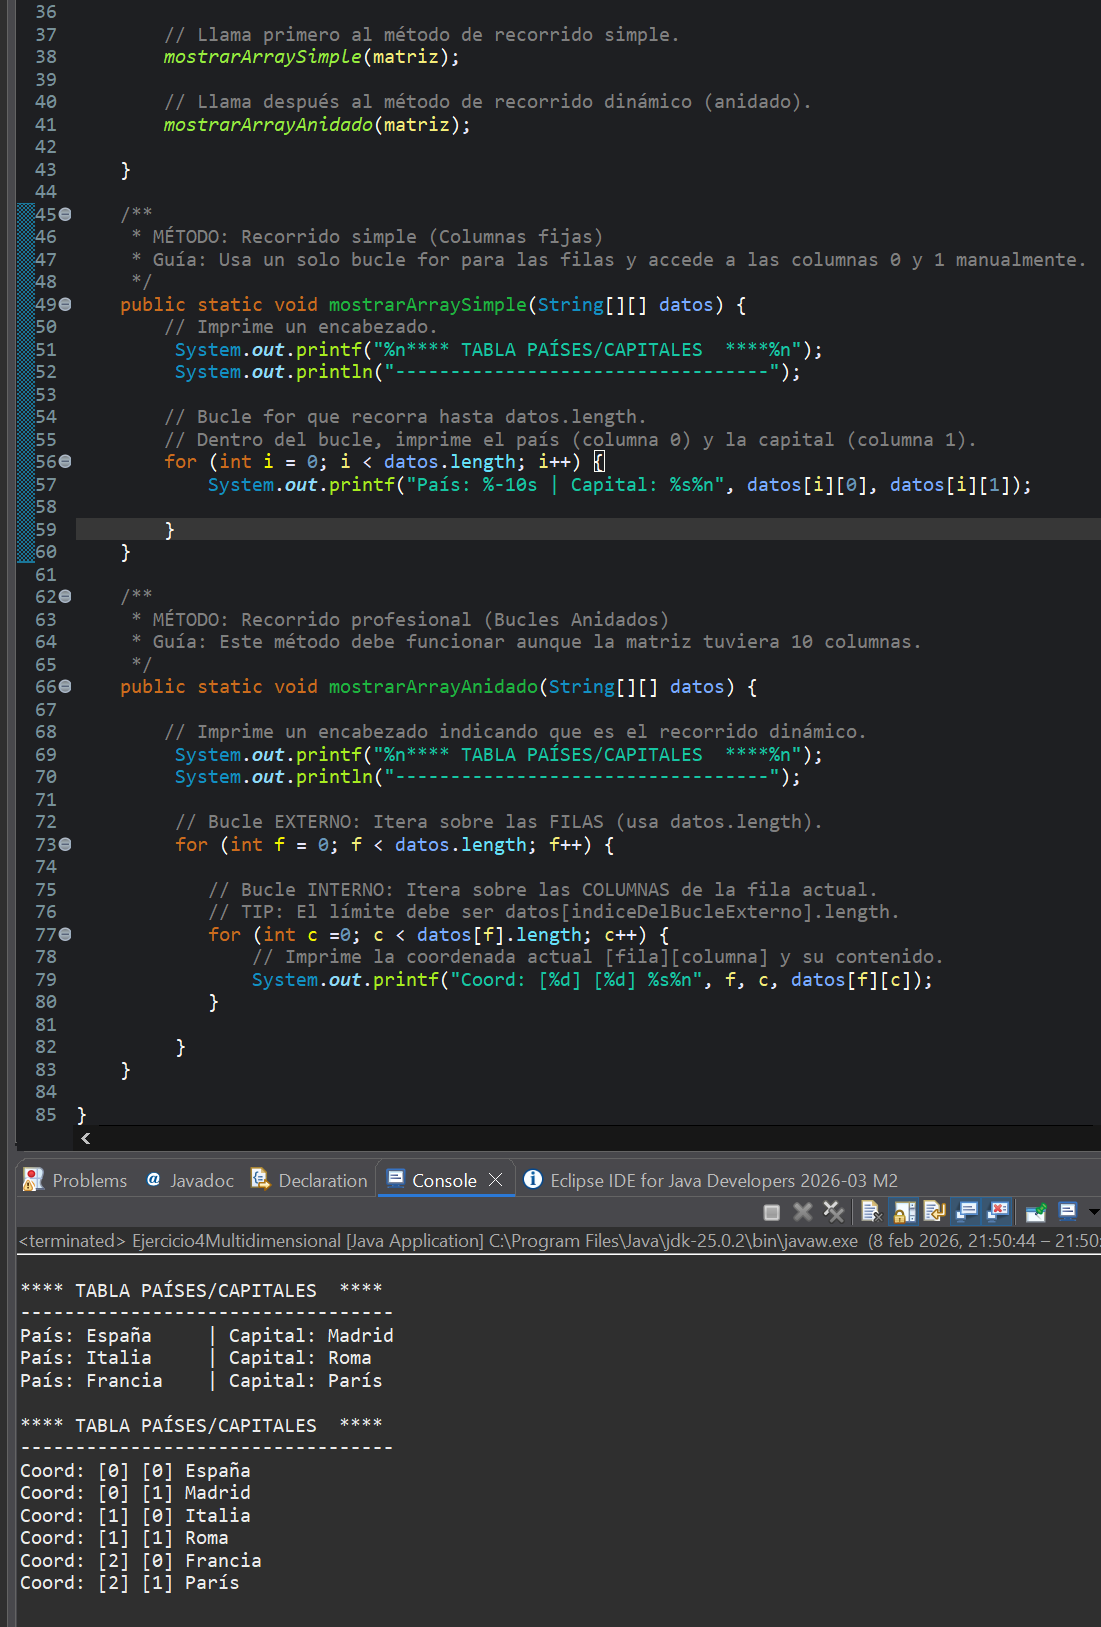 36
37 // Llama primero al método de recorrido simple.
38 mostrarArraySimple(matriz);
39
40 // Llama después al método de recorrido dinámico (anidado).
41 mostrarArrayAnidado(matriz);
42
43 }
44
45 /**
46 * MÉTODO: Recorrido simple (Columnas fijas)
47 * Guía: Usa un solo bucle for para las filas y accede a las columnas 0 y 1 manualmente.
48 */
49 public static void mostrarArraySimple(String[][] datos) {
50 // Imprime un encabezado.
51 System.out.printf("%n**** TABLA PAÍSES/CAPITALES  ****%n");
52 System.out.println("----------------------------------");
53
54 // Bucle for que recorra hasta datos.length.
55 // Dentro del bucle, imprime el país (columna 0) y la capital (columna 1).
56 for (int i = 0; i < datos.length; i++) {
57 System.out.printf("País: %-10s | Capital: %s%n", datos[i][0], datos[i][1]);
58
59 }
60 }
61
62 /**
63 * MÉTODO: Recorrido profesional (Bucles Anidados)
64 * Guía: Este método debe funcionar aunque la matriz tuviera 10 columnas.
65 */
66 public static void mostrarArrayAnidado(String[][] datos) {
67
68 // Imprime un encabezado indicando que es el recorrido dinámico.
69 System.out.printf("%n**** TABLA PAÍSES/CAPITALES  ****%n");
70 System.out.println("----------------------------------");
71
72 // Bucle EXTERNO: Itera sobre las FILAS (usa datos.length).
73 for (int f = 0; f < datos.length; f++) {
74
75 // Bucle INTERNO: Itera sobre las COLUMNAS de la fila actual.
76 // TIP: El límite debe ser datos[indiceDelBucleExterno].length.
77 for (int c =0; c < datos[f].length; c++) {
78 // Imprime la coordenada actual [fila][columna] y su contenido.
79 System.out.printf("Coord: [%d] [%d] %s%n", f, c, datos[f][c]);
80 }
81
82 }
83 }
84
85 }
Problems Javadoc Declaration Console Eclipse IDE for Java Developers 2026-03 M2
<terminated> Ejercicio4Multidimensional [Java Application] C:\Program Files\Java\jdk-25.0.2\bin\javaw.exe (8 feb 2026, 21:50:44 – 21:50:
**** TABLA PAÍSES/CAPITALES  ****
----------------------------------
País: España     | Capital: Madrid
País: Italia     | Capital: Roma
País: Francia    | Capital: París
**** TABLA PAÍSES/CAPITALES  ****
----------------------------------
Coord: [0] [0] España
Coord: [0] [1] Madrid
Coord: [1] [0] Italia
Coord: [1] [1] Roma
Coord: [2] [0] Francia
Coord: [2] [1] París